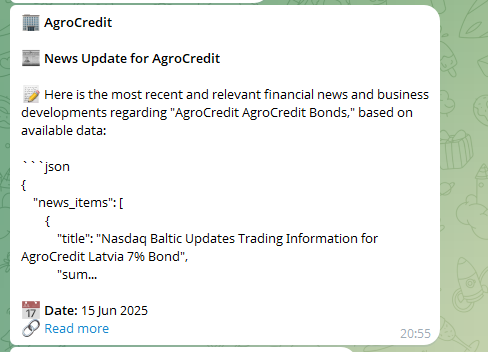 🏢 AgroCredit
📰 News Update for AgroCredit
📝 Here is the most recent and relevant financial news and business
developments regarding "AgroCredit AgroCredit Bonds," based on
available data:
```json
{
"news_items": [
{
"title": "Nasdaq Baltic Updates Trading Information for
AgroCredit Latvia 7% Bond",
"sum...
📅 Date: 15 Jun 2025
🔗 Read more
20:55